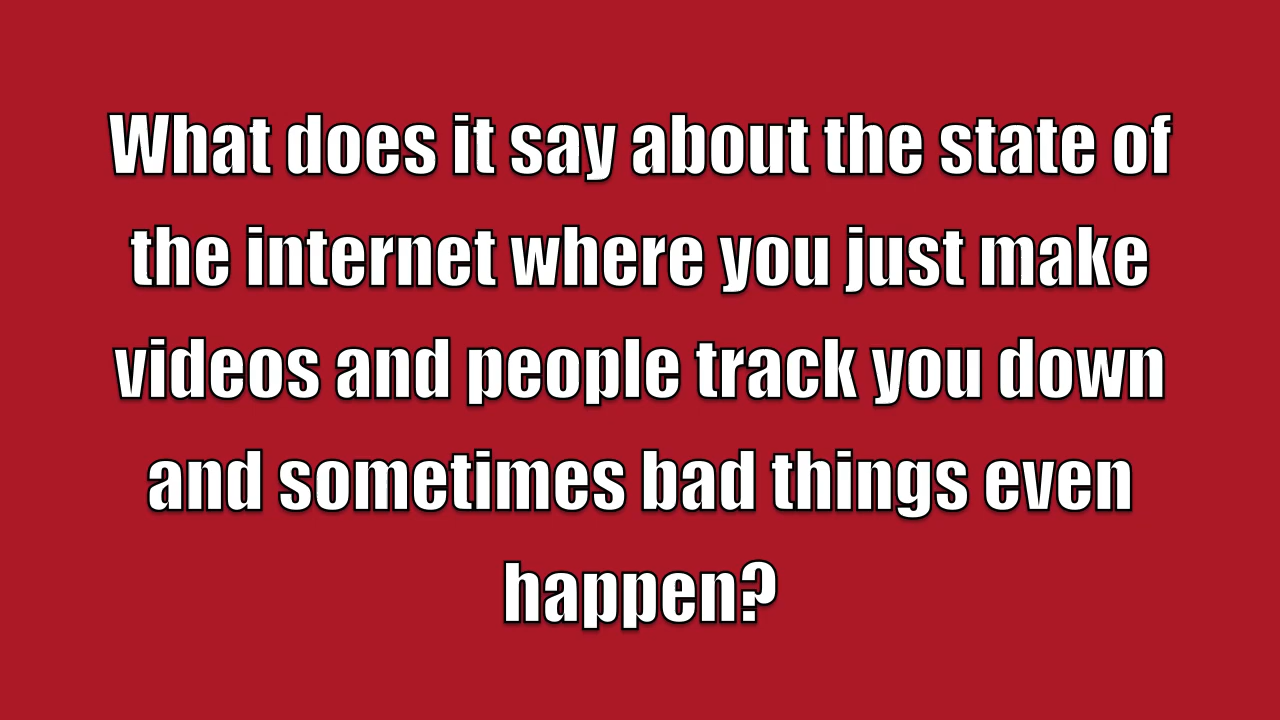 What does it say about the state of
the internet where you just make
videos and people track you down
and sometimes bad things even
happen?